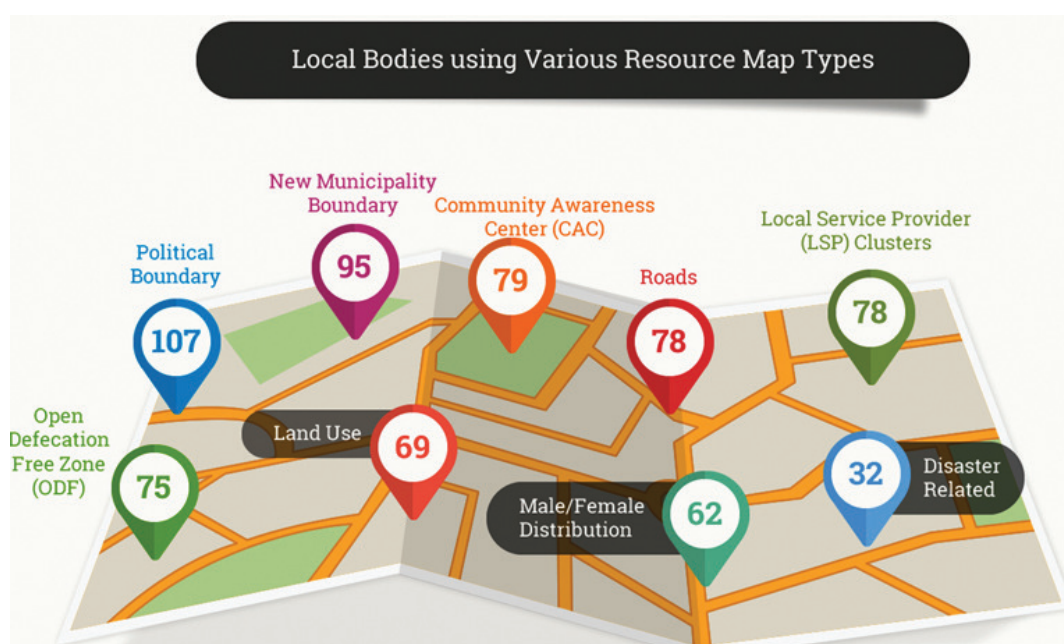 Local Bodies using Various Resource Map Types
New Municipality
Boundary
95
Community Awareness
Center (CAC)
79
Local Service Provider
(LSP) Clusters
78
Political
Boundary
107
Roads
78
Open
Defecation
Free Zone
(ODF)
75
Land Use
69
Male/Female
Distribution
62
Disaster
Related
32